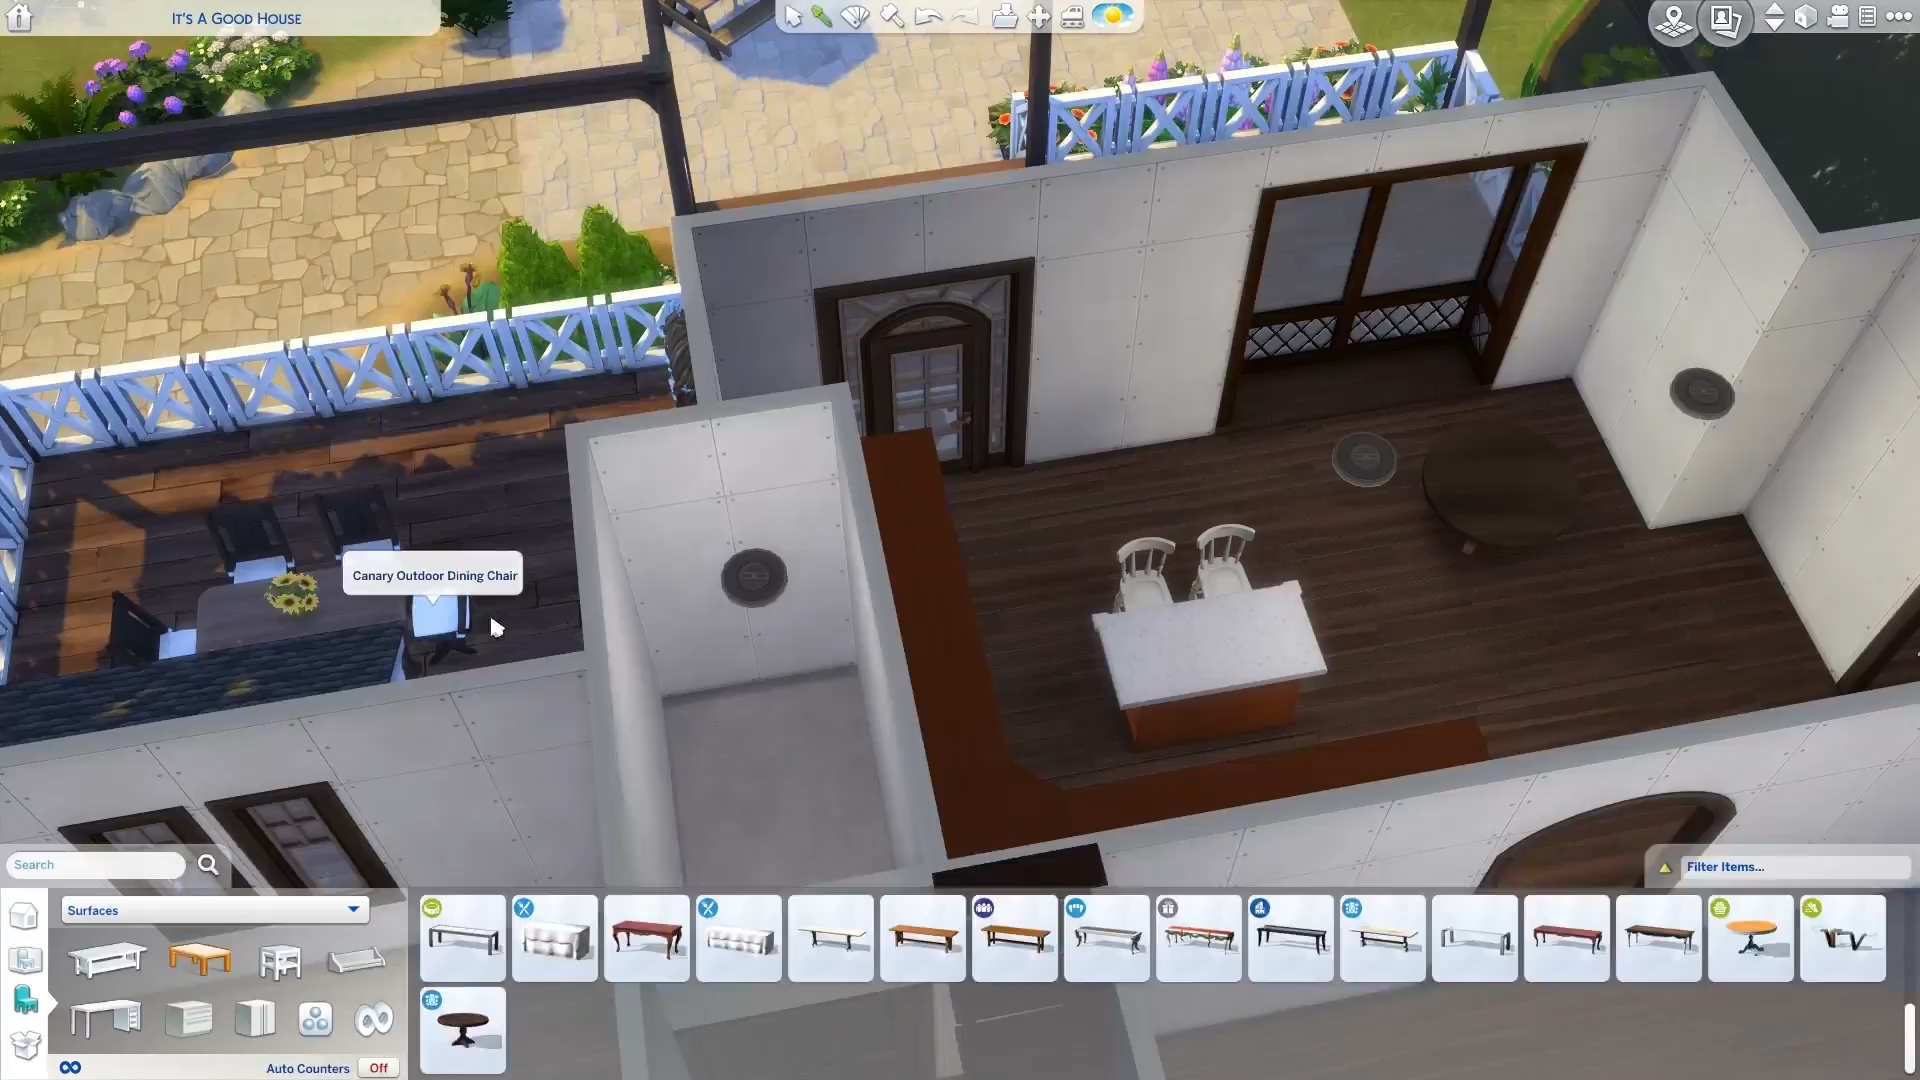 It's A Good House
Canary Outdoor Dining Chair
Search
Filter Items...
Surfaces
Auto Counters
Off